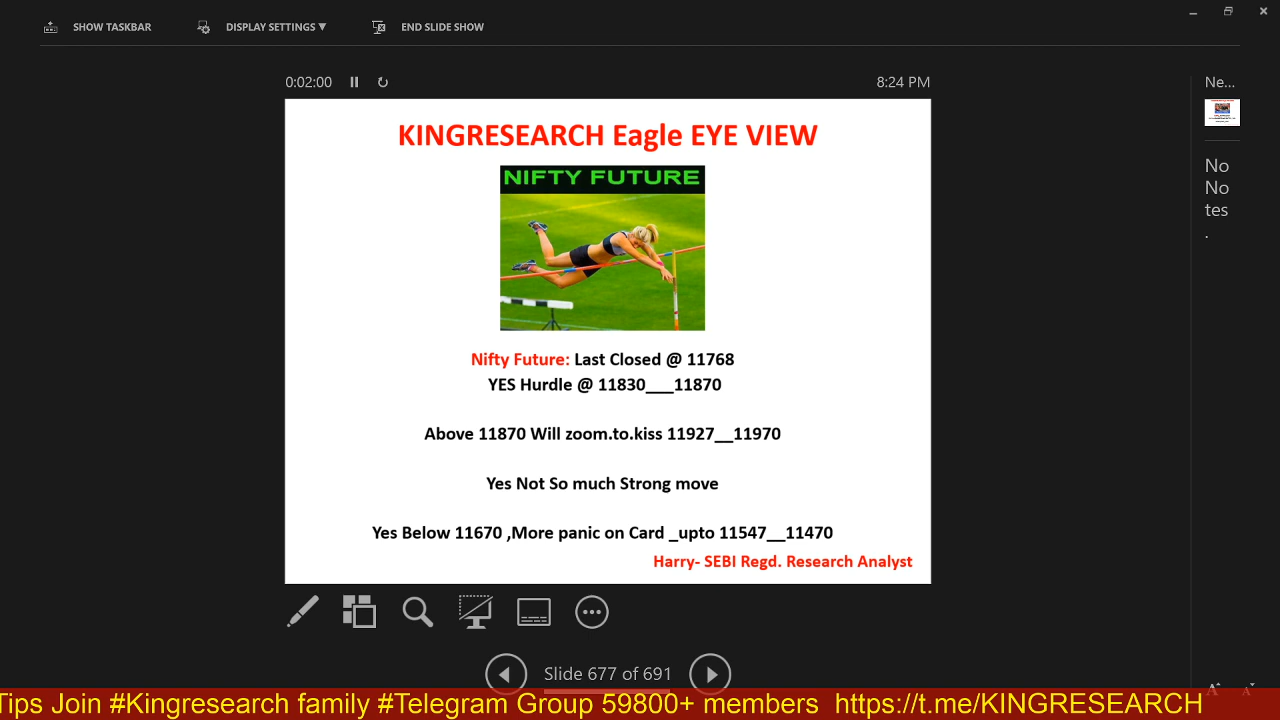 SHOW TASKBAR
DISPLAY SETTINGS ▼
END SLIDE SHOW
0:02:00
8:24 PM
Ne...
KINGRESEARCH Eagle EYE VIEW
NIFTY FUTURE
No
No
tes
.
Nifty Future: Last Closed @ 11768
YES Hurdle @ 11830___11870
Above 11870 Will zoom.to.kiss 11927__11970
Yes Not So much Strong move
Yes Below 11670 ,More panic on Card _upto 11547__11470
Harry- SEBI Regd. Research Analyst
Slide 677 of 691
Tips Join #Kingresearch family #Telegram Group 59800+ members https://t.me/KINGRESEARCH